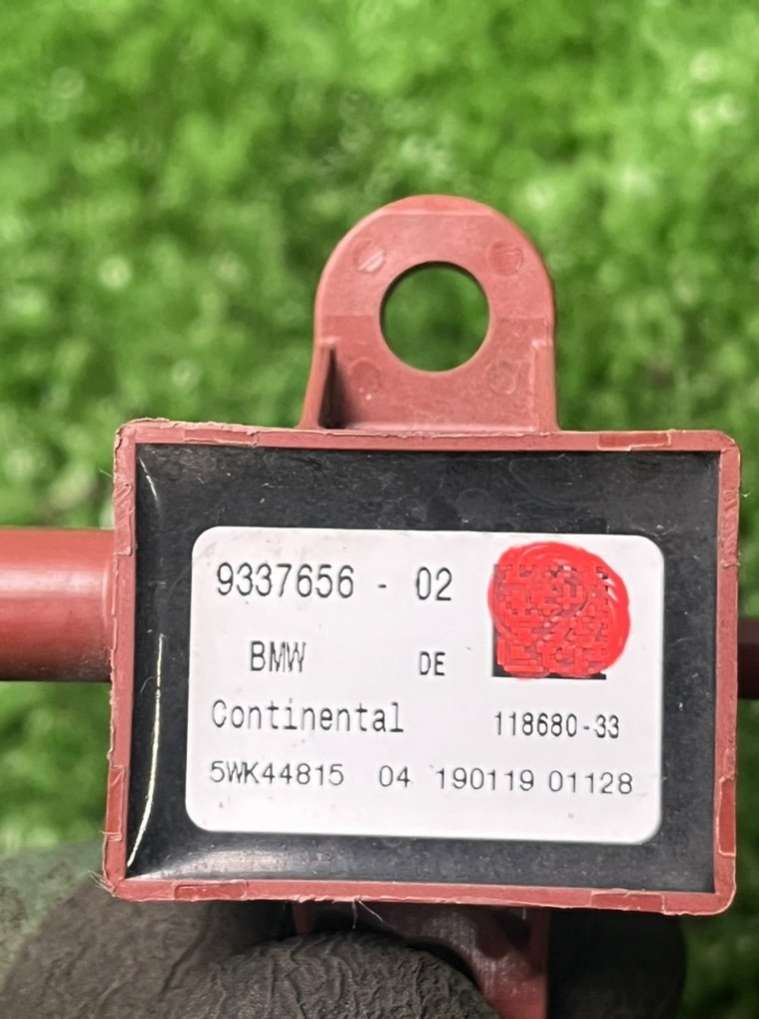 9337656 - 02
BMW DE
Continental 118680-33
5WK44815 04 190119 01128